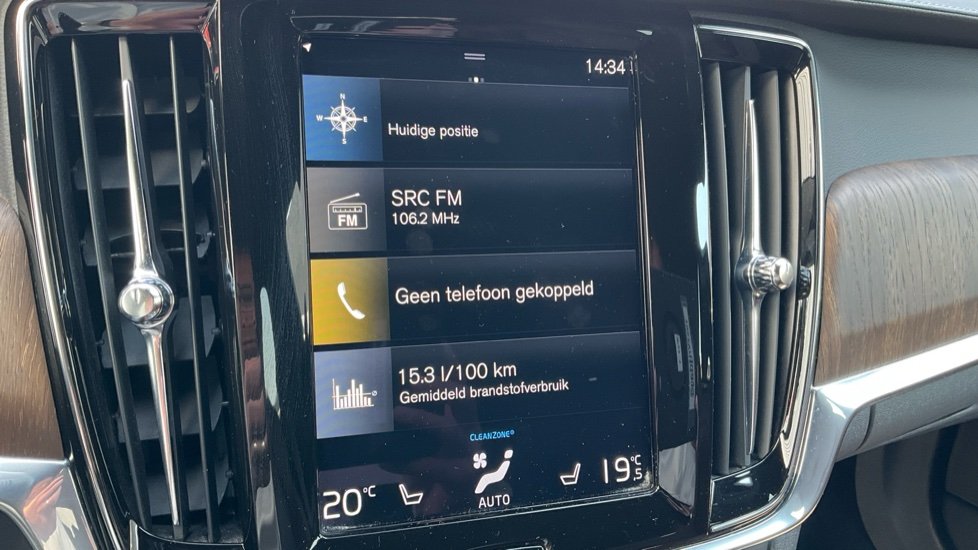 14:34
N
W E
S
Huidige positie
SRC FM
106.2 MHz
FM
Geen telefoon gekoppeld
15.3 l/100 km
Gemiddeld brandstofverbruik
CLEANZONE
20°C
AUTO
19.5°C